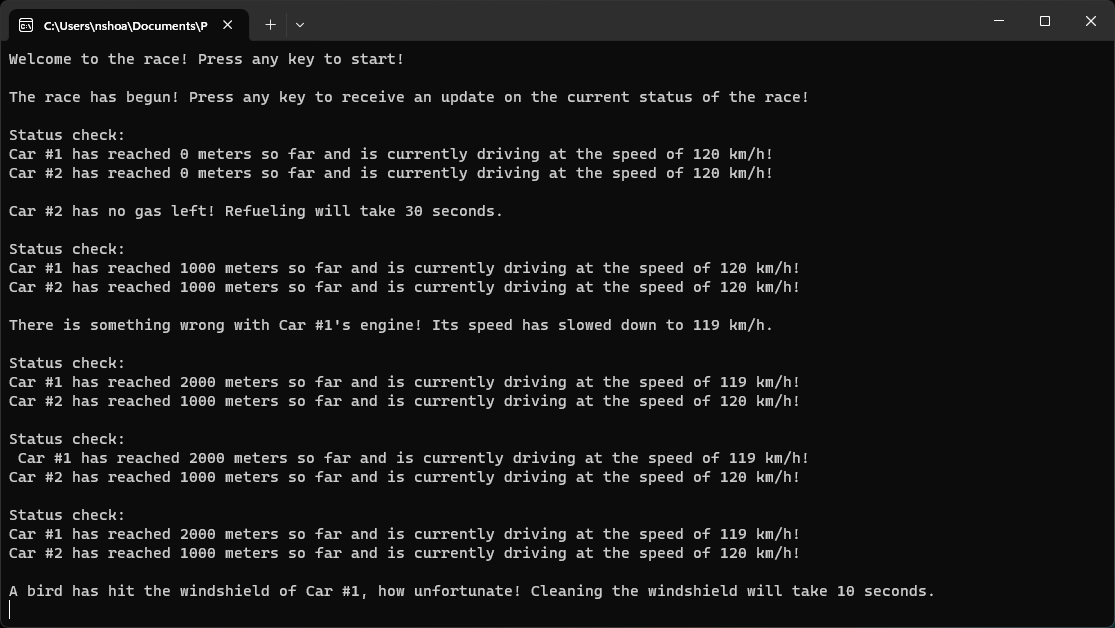 C:\Users\nshoa\Documents\P
Welcome to the race! Press any key to start!
The race has begun! Press any key to receive an update on the current status of the race!
Status check:
Car #1 has reached 0 meters so far and is currently driving at the speed of 120 km/h!
Car #2 has reached 0 meters so far and is currently driving at the speed of 120 km/h!
Car #2 has no gas left! Refueling will take 30 seconds.
Status check:
Car #1 has reached 1000 meters so far and is currently driving at the speed of 120 km/h!
Car #2 has reached 1000 meters so far and is currently driving at the speed of 120 km/h!
There is something wrong with Car #1's engine! Its speed has slowed down to 119 km/h.
Status check:
Car #1 has reached 2000 meters so far and is currently driving at the speed of 119 km/h!
Car #2 has reached 1000 meters so far and is currently driving at the speed of 120 km/h!
Status check:
 Car #1 has reached 2000 meters so far and is currently driving at the speed of 119 km/h!
Car #2 has reached 1000 meters so far and is currently driving at the speed of 120 km/h!
Status check:
Car #1 has reached 2000 meters so far and is currently driving at the speed of 119 km/h!
Car #2 has reached 1000 meters so far and is currently driving at the speed of 120 km/h!
A bird has hit the windshield of Car #1, how unfortunate! Cleaning the windshield will take 10 seconds.